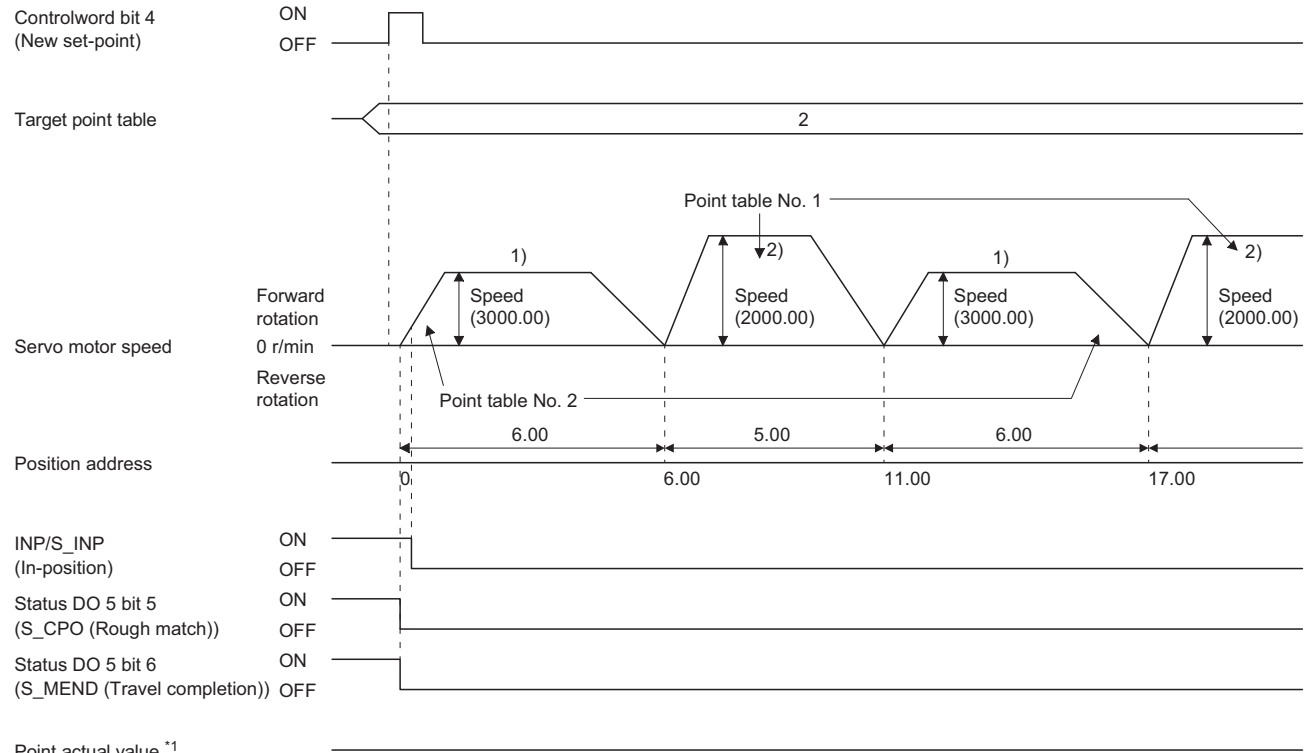 Controlword bit 4
(New set-point)
ON
OFF
Target point table
2
Point table No. 1
1)
2)
1)
2)
Forward
rotation
Speed
(3000.00)
Speed
(2000.00)
Speed
(3000.00)
Speed
(2000.00)
Servo motor speed
0 r/min
Reverse
rotation
Point table No. 2
6.00
5.00
6.00
Position address
0
6.00
11.00
17.00
INP/S_INP
(In-position)
ON
OFF
Status DO 5 bit 5
(S_CPO (Rough match))
ON
OFF
Status DO 5 bit 6
(S_MEND (Travel completion))
ON
OFF
Point actual value *1